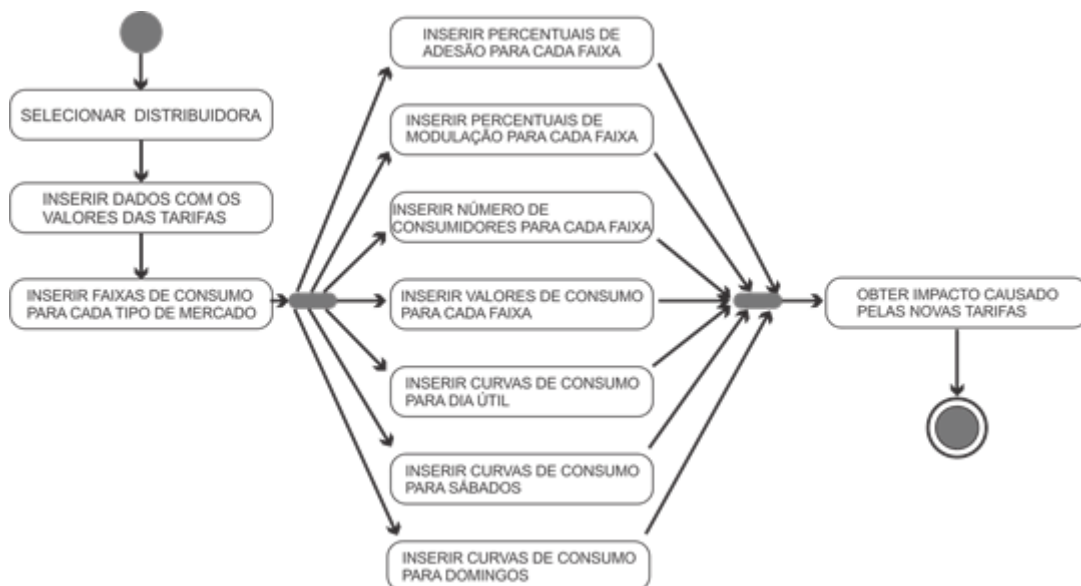 SELECIONAR DISTRIBUIDORA
INSERIR DADOS COM OS
VALORES DAS TARIFAS
INSERIR FAIXAS DE CONSUMO
PARA CADA TIPO DE MERCADO
INSERIR PERCENTUAIS DE
ADESÃO PARA CADA FAIXA
INSERIR PERCENTUAIS DE
MODULAÇÃO PARA CADA FAIXA
INSERIR NÚMERO DE
CONSUMIDORES PARA CADA FAIXA
INSERIR VALORES DE CONSUMO
PARA CADA FAIXA
INSERIR CURVAS DE CONSUMO
PARA DIA ÚTIL
INSERIR CURVAS DE CONSUMO
PARA SÁBADOS
INSERIR CURVAS DE CONSUMO
PARA DOMINGOS
OBTER IMPACTO CAUSADO
PELAS NOVAS TARIFAS